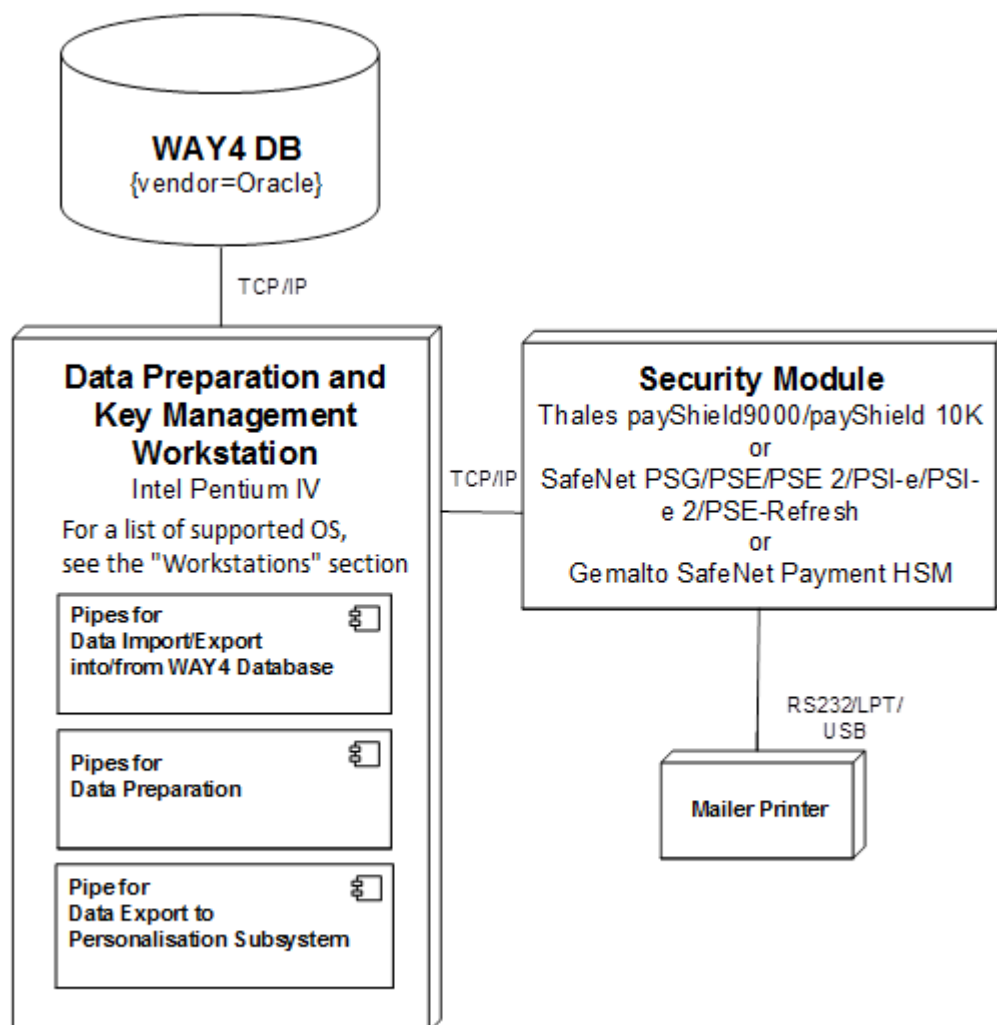 WAY4 DB
{vendor=Oracle}
TCP/IP
Data Preparation and
Key Management
Workstation
Intel Pentium IV
For a list of supported OS,
see the "Workstations" section
Pipes for
Data Import/Export
into/from WAY4 Database
Pipes for
Data Preparation
Pipe for
Data Export to
Personalisation Subsystem
TCP/IP
Security Module
Thales payShield9000/payShield 10K
or
SafeNet PSG/PSE/PSE 2/PSI-e/PSI-
e 2/PSE-Refresh
or
Gemalto SafeNet Payment HSM
RS232/LPT/
USB
Mailer Printer